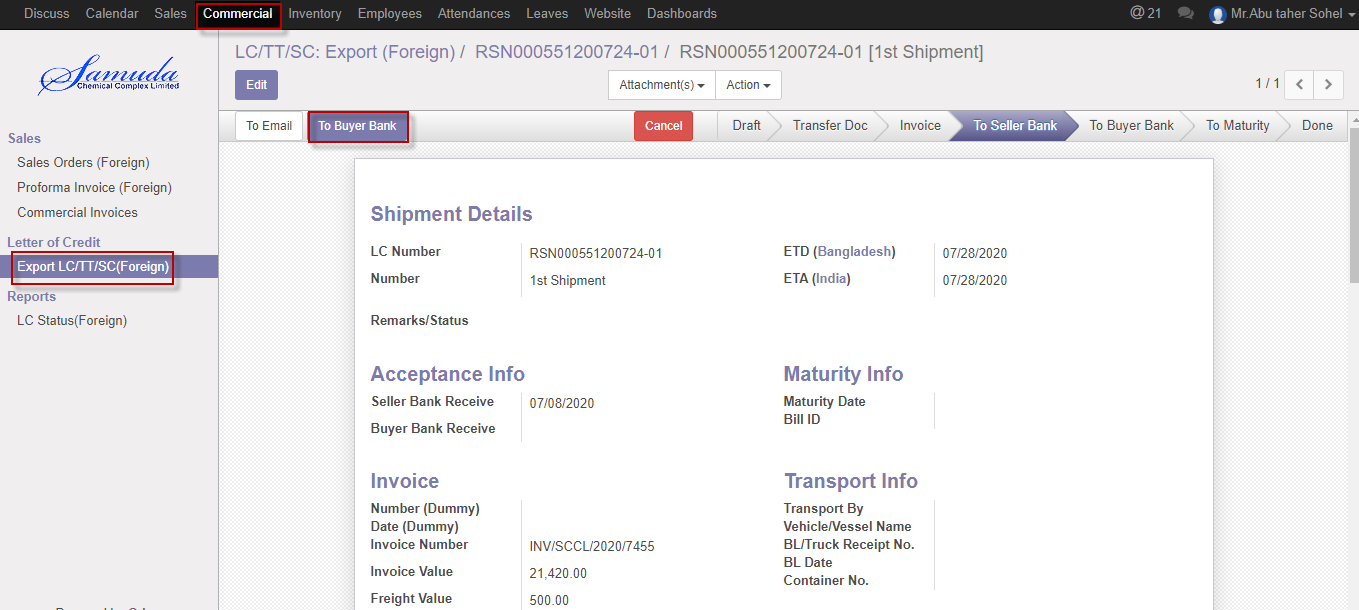 Discuss Calendar Sales Commercial Inventory Employees Attendances Leaves Website Dashboards @ 21 Mr.Abu taher Sohel
Samuda
Chemical Complex Limited
LC/TT/SC: Export (Foreign) / RSN000551200724-01 / RSN000551200724-01 [1st Shipment]
Edit Attachment(s) Action 1 / 1
To Email To Buyer Bank Cancel Draft Transfer Doc Invoice To Seller Bank To Buyer Bank To Maturity Done
Sales
Sales Orders (Foreign)
Proforma Invoice (Foreign)
Commercial Invoices
Letter of Credit
Export LC/TT/SC(Foreign)
Reports
LC Status(Foreign)
Shipment Details
LC Number RSN000551200724-01 ETD (Bangladesh) 07/28/2020
Number 1st Shipment ETA (India) 07/28/2020
Remarks/Status
Acceptance Info Maturity Info
Seller Bank Receive 07/08/2020 Maturity Date
Bill ID
Buyer Bank Receive
Invoice Transport Info
Number (Dummy) Transport By
Date (Dummy) Vehicle/Vessel Name
Invoice Number INV/SCCL/2020/7455 BL/Truck Receipt No.
BL Date
Invoice Value 21,420.00 Container No.
Freight Value 500.00